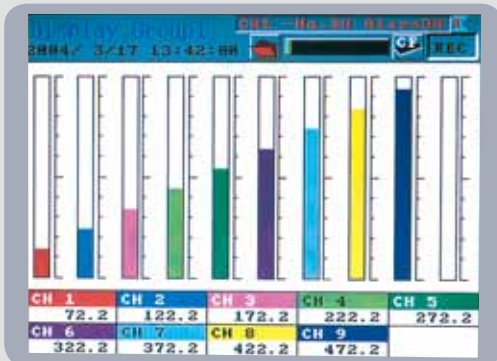 Display Group1
2004/ 3/17 13:42:00
REC
CH 1 CH 2 CH 3 CH 4 CH 5
72.2 122.2 172.2 222.2 272.2
CH 6 CH 7 CH 8 CH 9
322.2 372.2 422.2 472.2